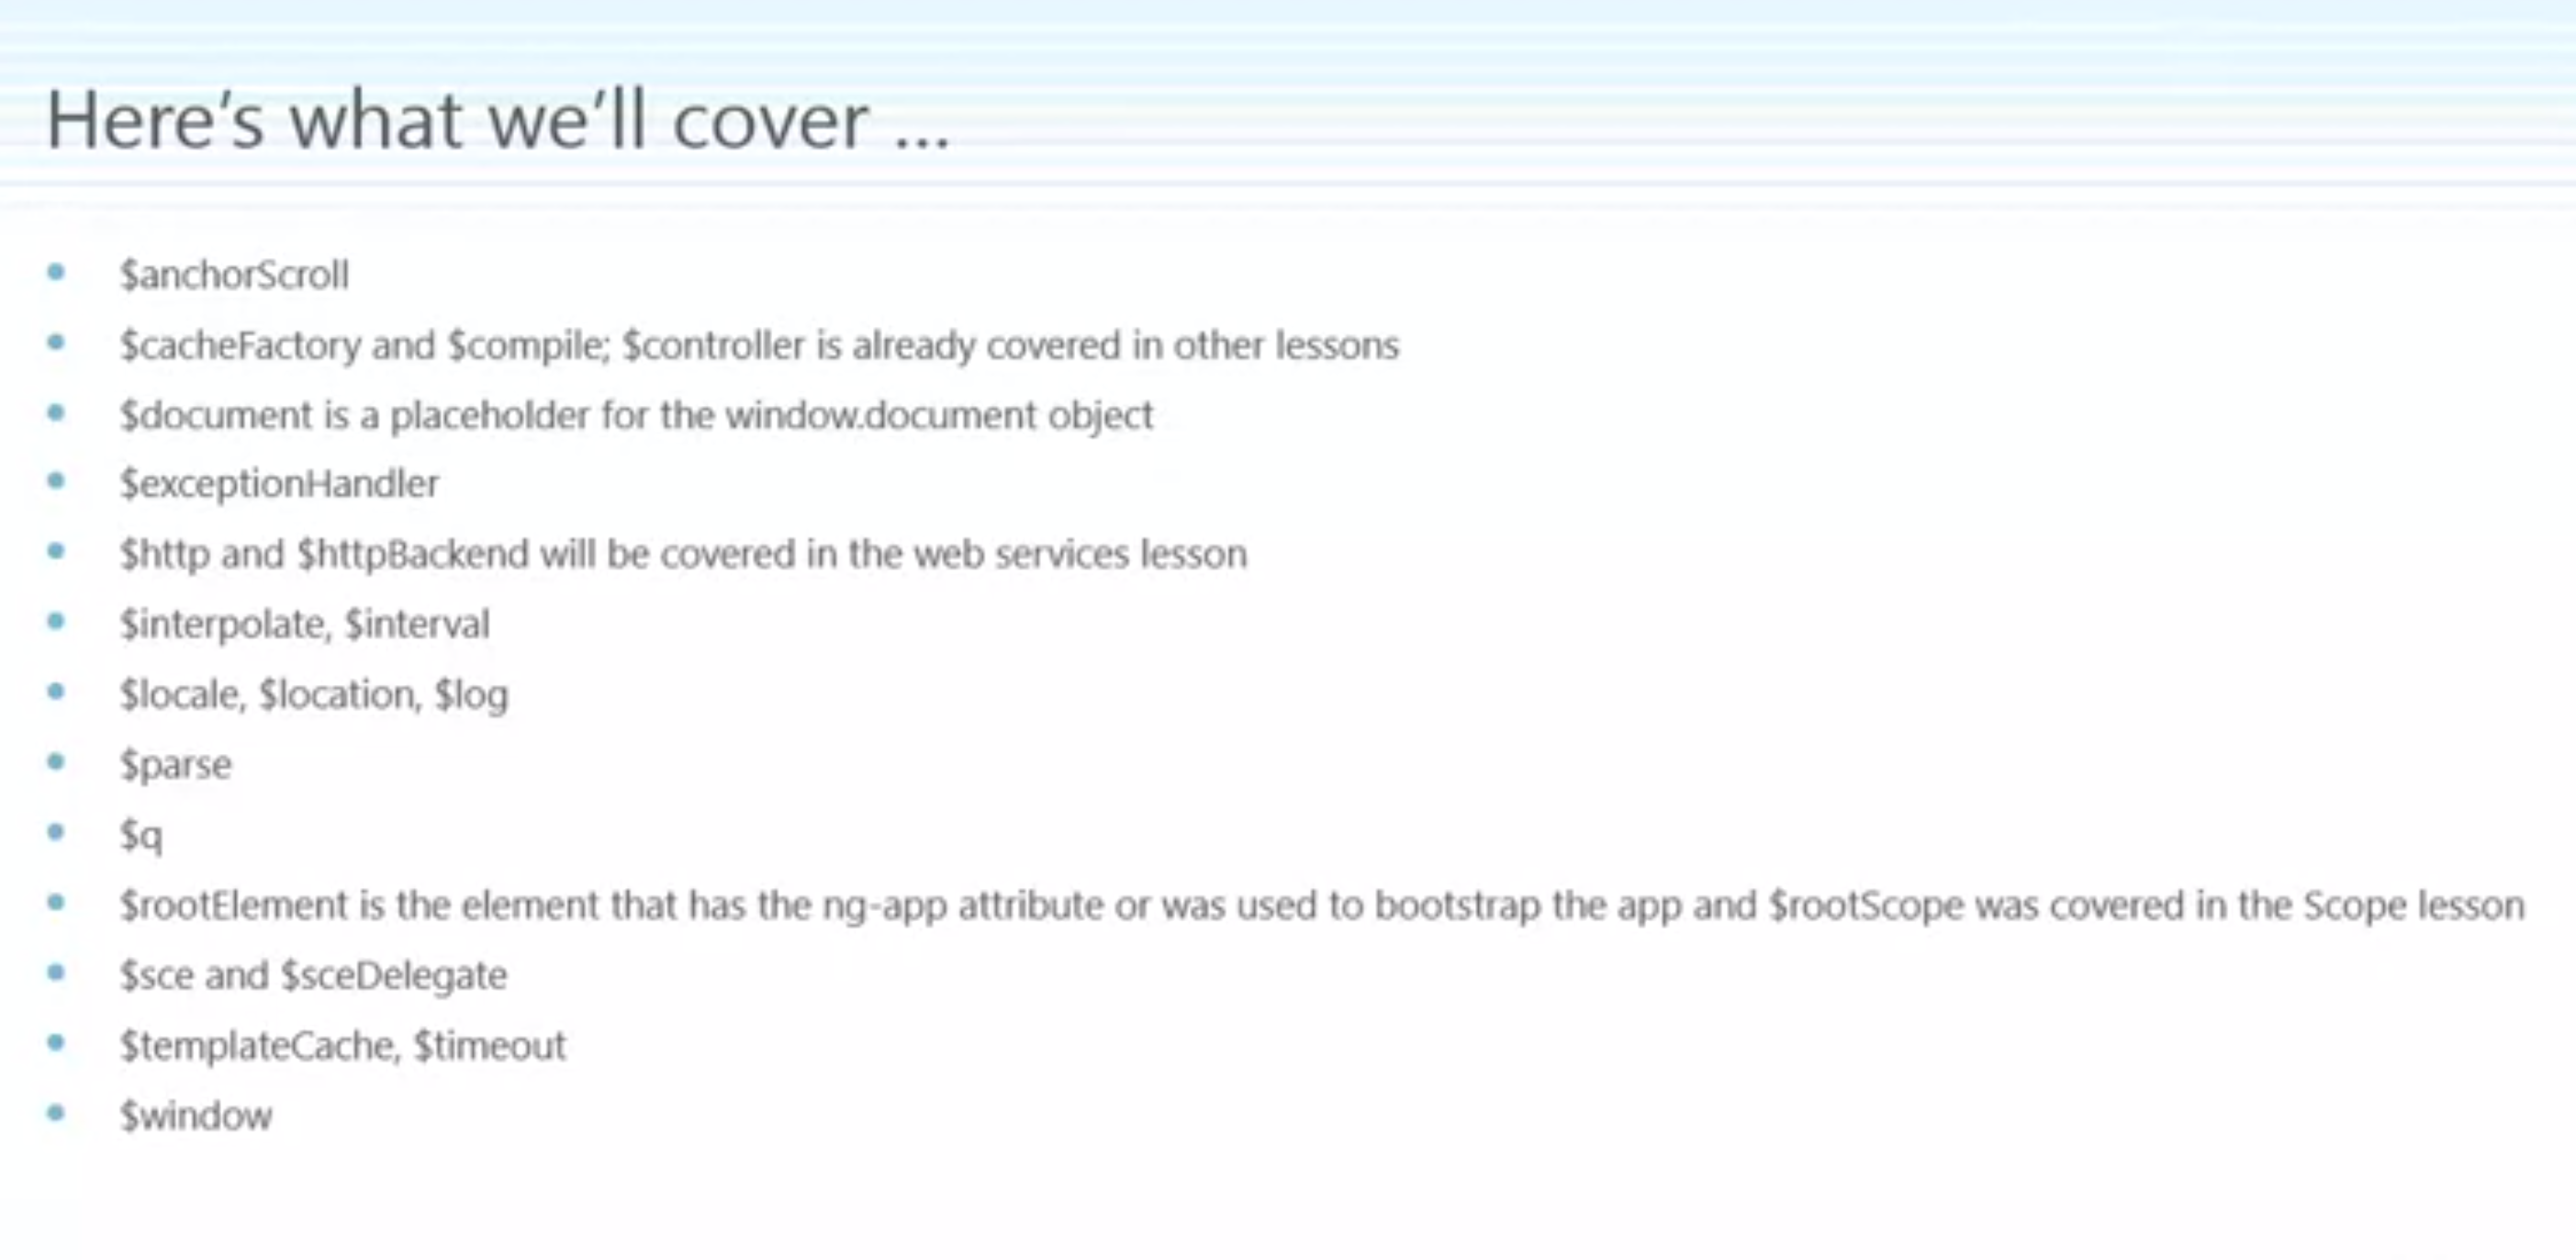 Here's what we'll cover ...
$anchorScroll
$cacheFactory and $compile; $controller is already covered in other lessons
$document is a placeholder for the window.document object
$exceptionHandler
$http and $httpBackend will be covered in the web services lesson
$interpolate, $interval
$locale, $location, $log
$parse
$q
$rootElement is the element that has the ng-app attribute or was used to bootstrap the app and $rootScope was covered in the Scope lesson
$sce and $sceDelegate
$templateCache, $timeout
$window